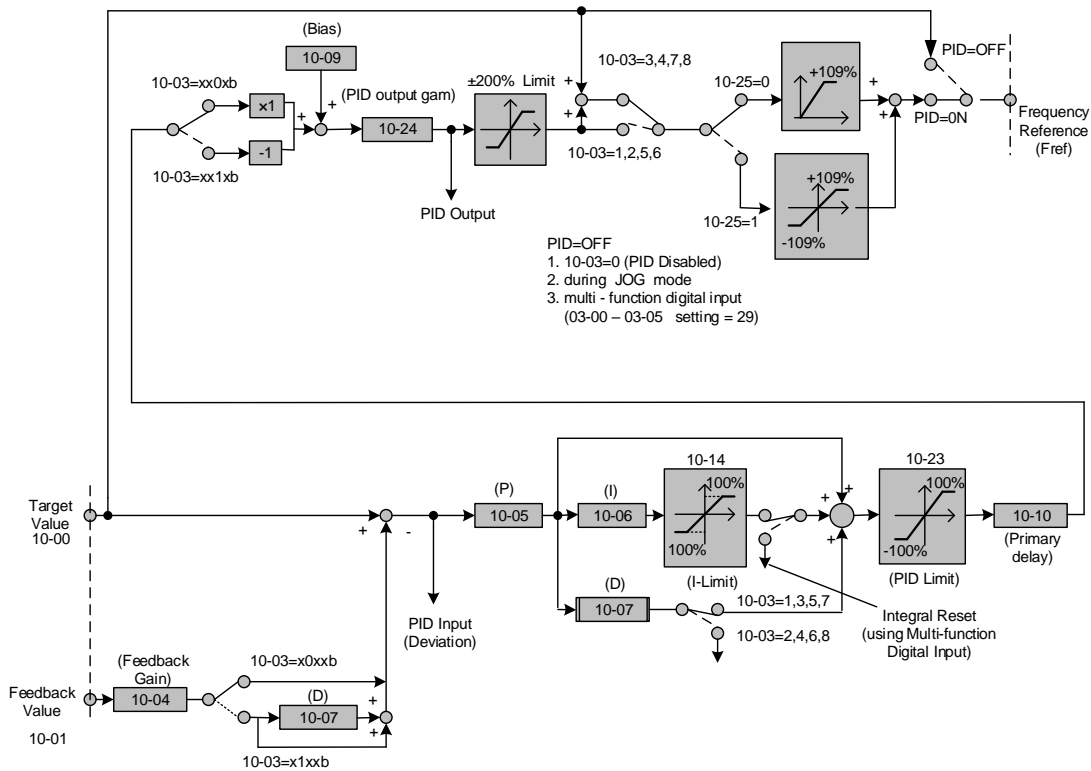 (Bias)
10-09
10-03=xx0xb
×1
+
+
-1
10-03=xx1xb
(PID output gam)
10-24
PID Output
±200% Limit
+
+
10-03=3,4,7,8
10-03=1,2,5,6
10-25=0
+109%
10-25=1
+109%
-109%
+
+
PID=OFF
PID=0N
Frequency
Reference
(Fref)
PID=OFF
1. 10-03=0 (PID Disabled)
2. during JOG mode
3. multi - function digital input
(03-00 – 03-05 setting = 29)
Target
Value
10-00
+
-
PID Input
(Deviation)
(P)
10-05
(I)
10-06
10-14
100%
100%
(I-Limit)
(D)
10-07
10-03=1,3,5,7
10-03=2,4,6,8
+
+
+
Integral Reset
(using Multi-function
Digital Input)
10-23
100%
-100%
(PID Limit)
10-10
(Primary
delay)
Feedback
Value
10-01
(Feedback
Gain)
10-04
10-03=x0xxb
(D)
10-07
+
+
10-03=x1xxb